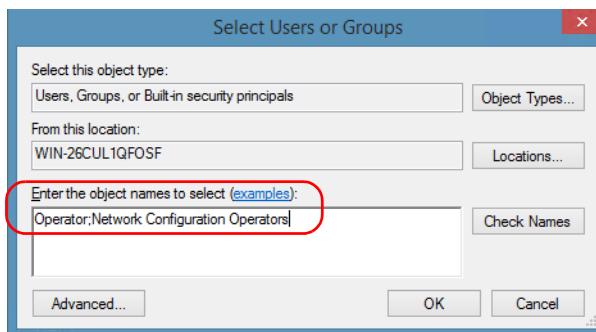 Select Users or Groups
Select this object type:
Users, Groups, or Built-in security principals
Object Types...
From this location:
WIN-26CUL1QFOSF
Locations...
Enter the object names to select (examples):
Operator;Network Configuration Operators
Check Names
Advanced...
OK
Cancel